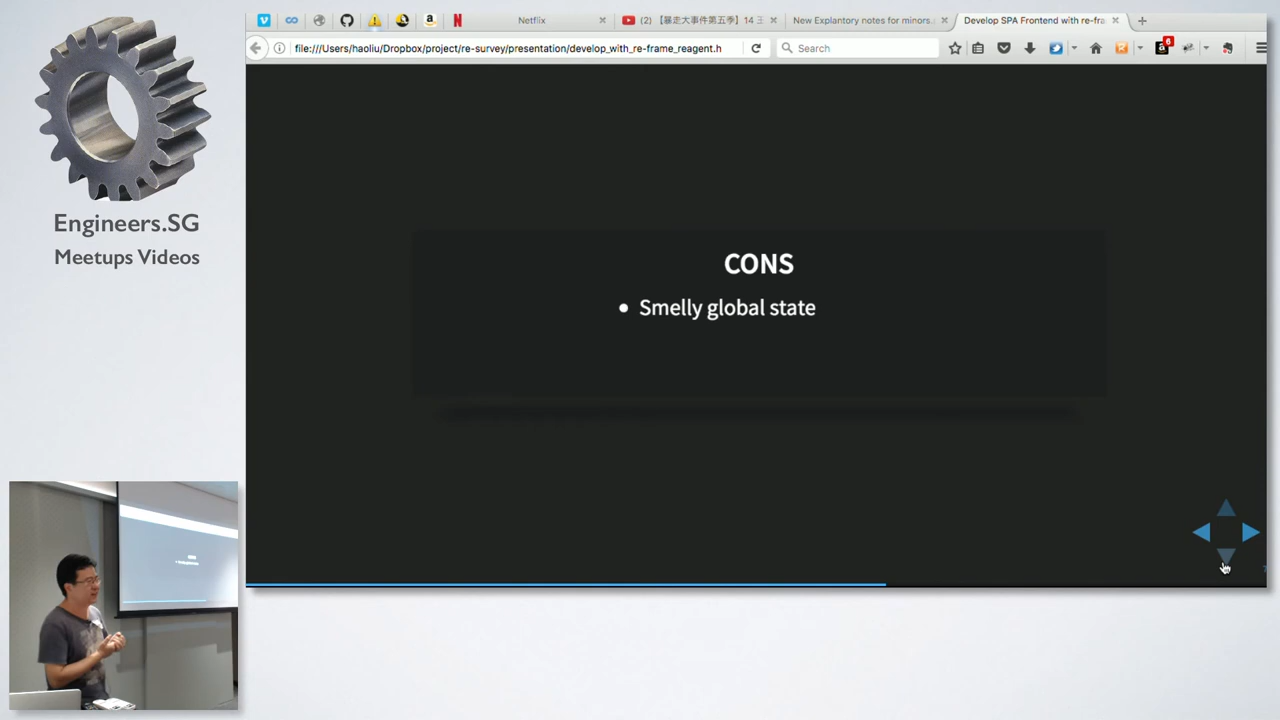 Engineers.SG
Meetups Videos
Netflix
(2) 【暴走大事件第五季】14 王
New Explantory notes for minors.
Develop SPA Frontend with re-fra
file:///Users/haoliu/Dropbox/project/re-survey/presentation/develop_with_re-frame_reagent.h
Search
6
CONS
Smelly global state